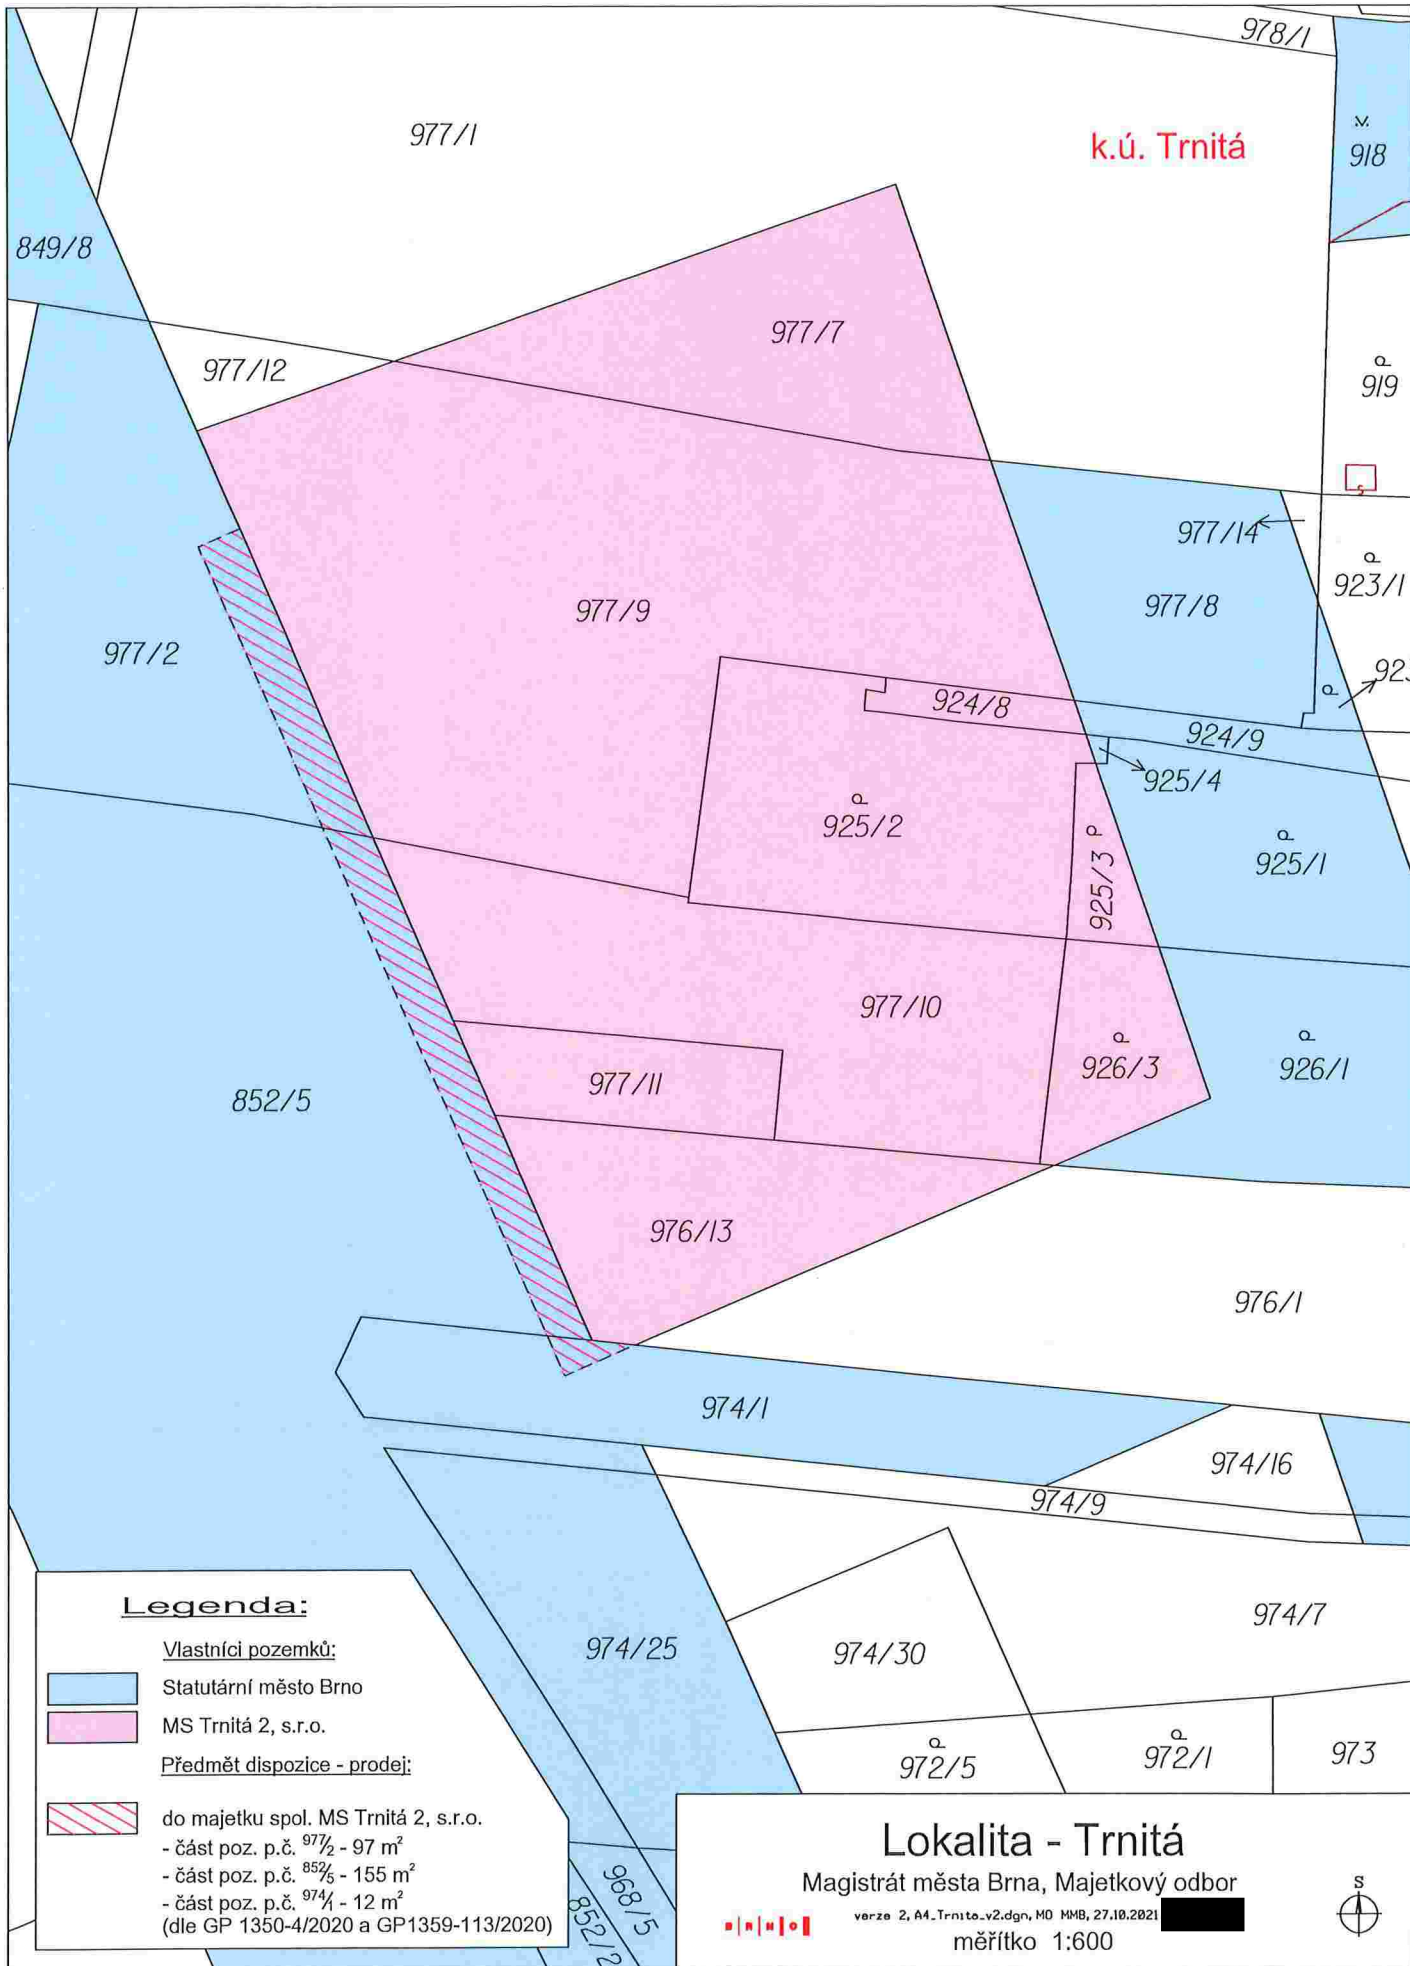 978/1
977/1
k.ú. Trnitá
918
849/8
977/7
977/12
919
977/14
923/1
977/9
977/8
977/2
924/8
924/9
925/4
925/2
925/1
925/3
977/10
926/3
926/1
977/11
852/5
976/13
976/1
974/1
974/16
974/9
974/7
974/25
974/30
972/5
972/1
973
968/5
852/2
Legenda:
Vlastníci pozemků:
Statutární město Brno
MS Trnitá 2, s.r.o.
Předmět dispozice - prodej:
do majetku spol. MS Trnitá 2, s.r.o.
- část poz. p.č. 977/2 - 97 m²
- část poz. p.č. 852/5 - 155 m²
- část poz. p.č. 974/1 - 12 m²
(dle GP 1350-4/2020 a GP1359-113/2020)
Lokalita - Trnitá
Magistrát města Brna, Majetkový odbor
B R N O
verze 2, A4_Trnita_v2.dgn, MO MMB, 27.10.2021
měřítko 1:600
S